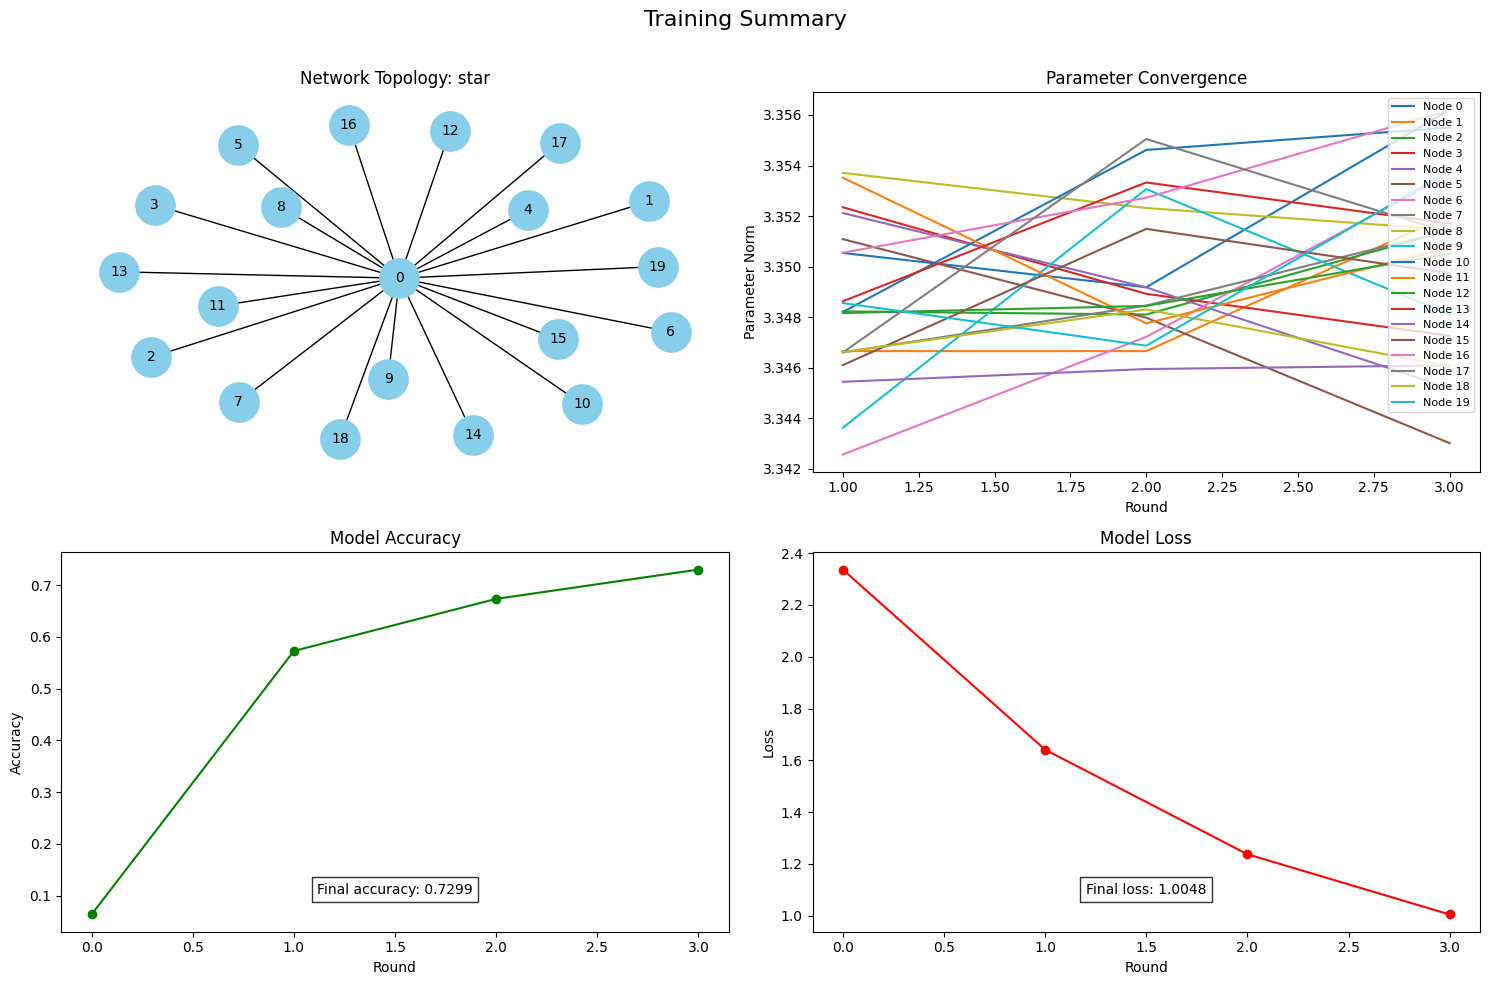 Training Summary
Network Topology: star
16
12
5
17
3
8
4
1
13
0
19
11
6
2
15
9
7
10
18
14
Parameter Convergence
3.356
3.354
3.352
3.350
3.348
3.346
3.344
3.342
Parameter Norm
1.00 1.25 1.50 1.75 2.00 2.25 2.50 2.75 3.00
Round
Node 0
Node 1
Node 2
Node 3
Node 4
Node 5
Node 6
Node 7
Node 8
Node 9
Node 10
Node 11
Node 12
Node 13
Node 14
Node 15
Node 16
Node 17
Node 18
Node 19
Model Accuracy
0.7
0.6
0.5
0.4
0.3
0.2
0.1
Accuracy
Final accuracy: 0.7299
0.0 0.5 1.0 1.5 2.0 2.5 3.0
Round
Model Loss
2.4
2.2
2.0
1.8
1.6
1.4
1.2
1.0
Loss
Final loss: 1.0048
0.0 0.5 1.0 1.5 2.0 2.5 3.0
Round